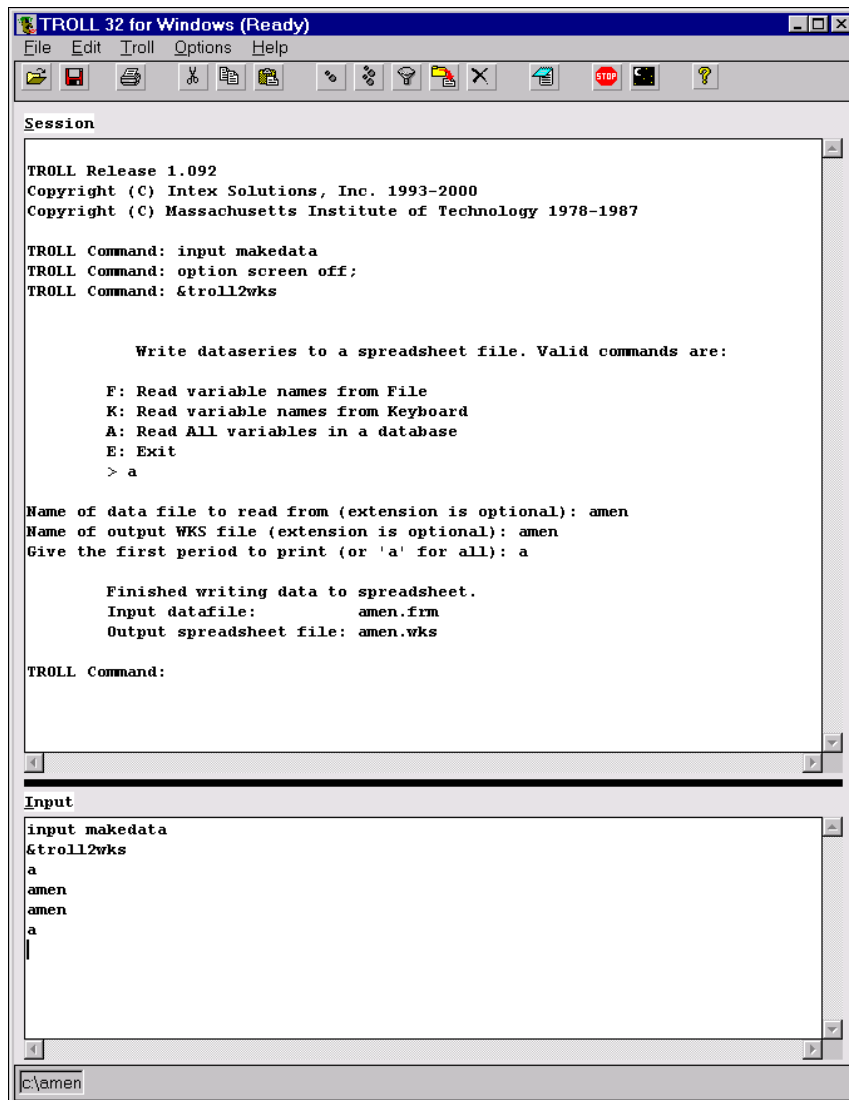 TROLL 32 for Windows (Ready)
File Edit Troll Options Help
STOP ?
Session
TROLL Release 1.092
Copyright (C) Intex Solutions, Inc. 1993-2000
Copyright (C) Massachusetts Institute of Technology 1978-1987
TROLL Command: input makedata
TROLL Command: option screen off;
TROLL Command: &troll2wks
Write dataseries to a spreadsheet file. Valid commands are:
F: Read variable names from File
K: Read variable names from Keyboard
A: Read All variables in a database
E: Exit
> a
Name of data file to read from (extension is optional): amen
Name of output WKS file (extension is optional): amen
Give the first period to print (or 'a' for all): a
Finished writing data to spreadsheet.
Input datafile: amen.frm
Output spreadsheet file: amen.wks
TROLL Command:
Input
input makedata
&troll2wks
a
amen
amen
a
c:\amen